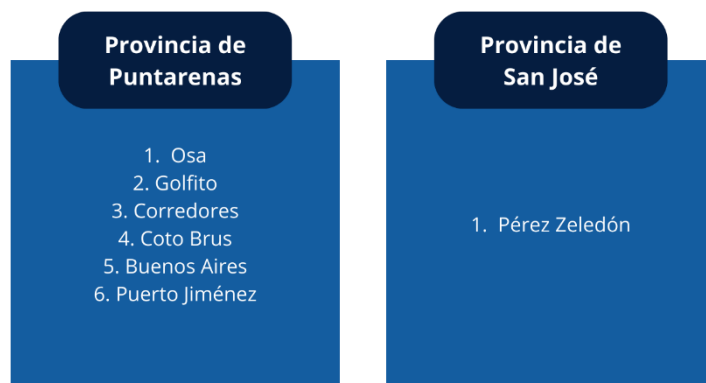 Provincia de
Puntarenas
1. Osa
2. Golfito
3. Corredores
4. Coto Brus
5. Buenos Aires
6. Puerto Jiménez
Provincia de
San José
1. Pérez Zeledón